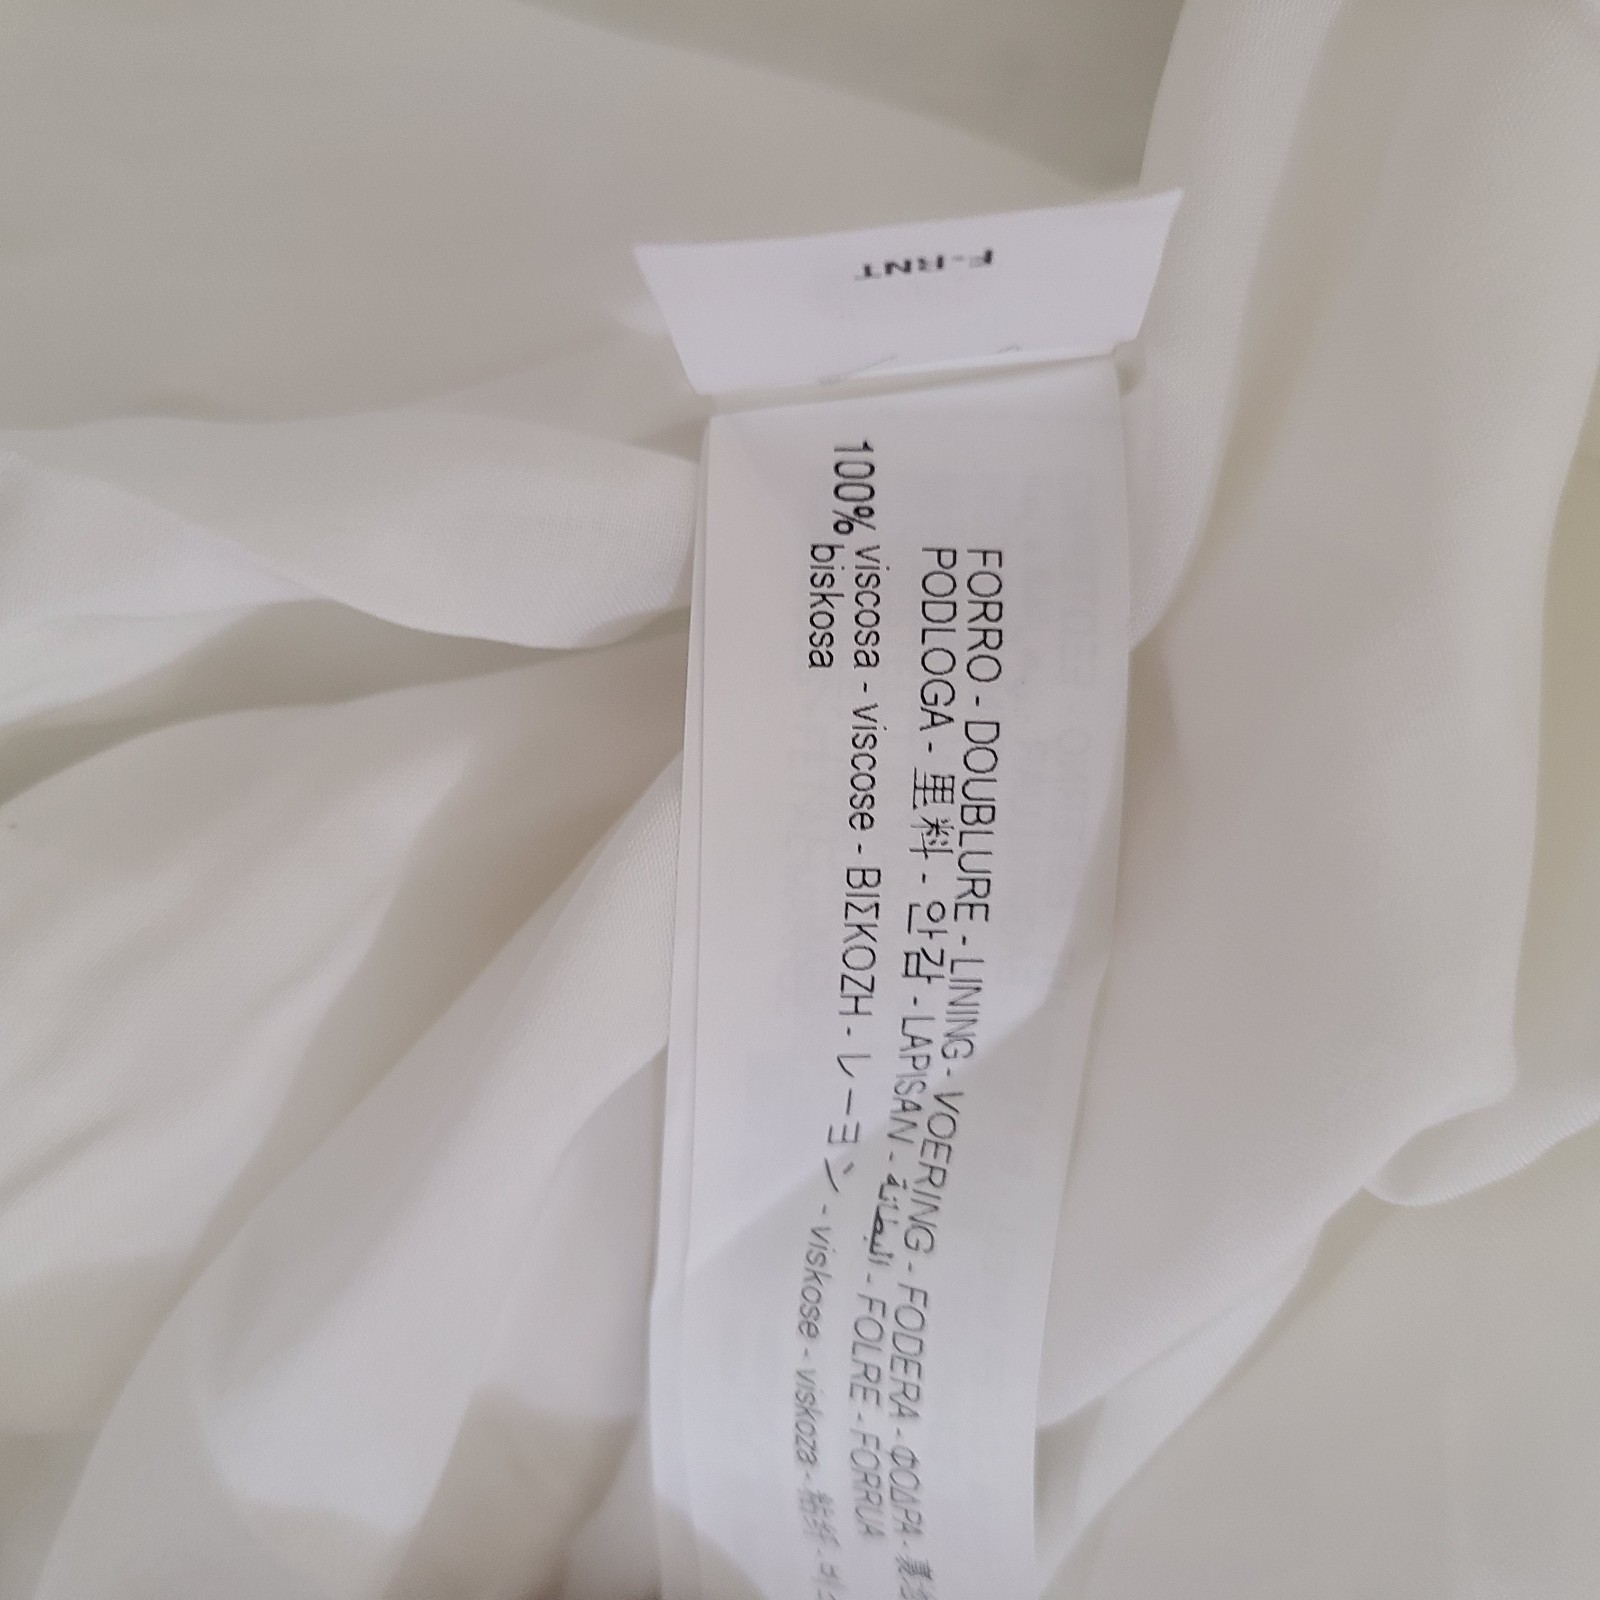 F-RNT
FORRO - DOUBLURE - LINING - VOERING - FODERA - ΦΟΔΡΑ -
PODLOGA - 里料 - 안감 - LAPISAN - البطانة - FOLRE - FORRUA
100% viscosa - viscose - ΒΙΣΚΟΖΗ - レーヨン - viskose - viskoza -
biskosa